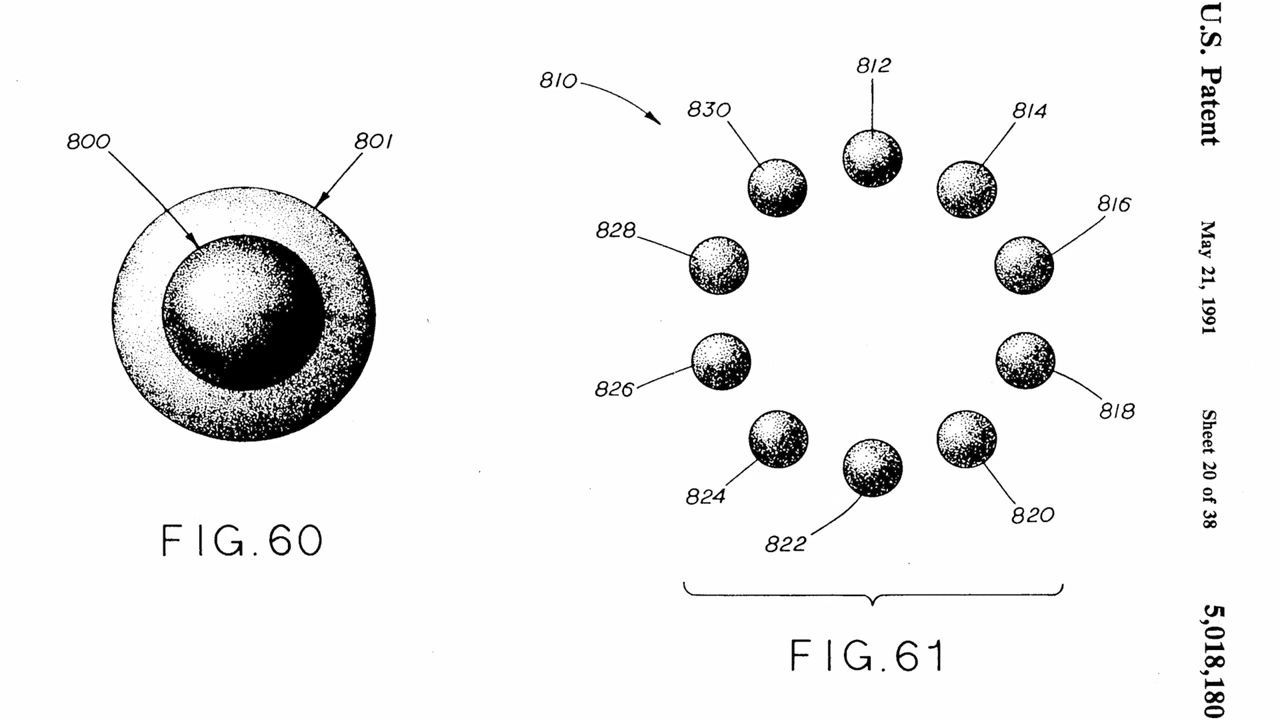 800
801
FIG.60
810
812
830
814
816
828
826
818
824
820
822
FIG.61
U.S. Patent
May 21, 1991
Sheet 20 of 38
5,018,180